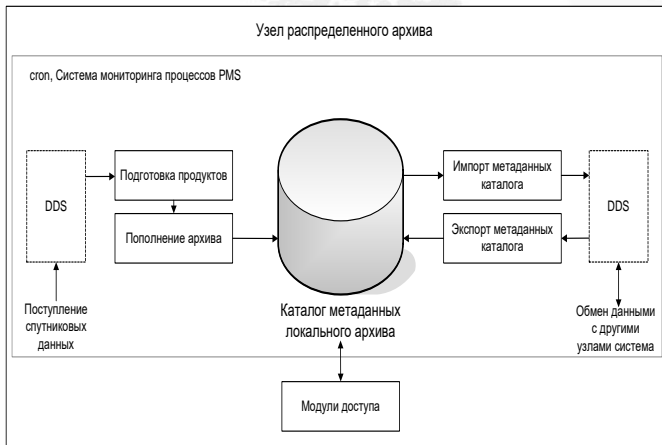 Узел распределенного архива
cron, Система мониторинга процессов PMS
DDS
Подготовка продуктов
Пополнение архива
Поступление
спутниковых
данных
Каталог метаданных
локального архива
Импорт метаданных
каталога
Экспорт метаданных
каталога
DDS
Обмен данными
с другими
узлами система
Модули доступа